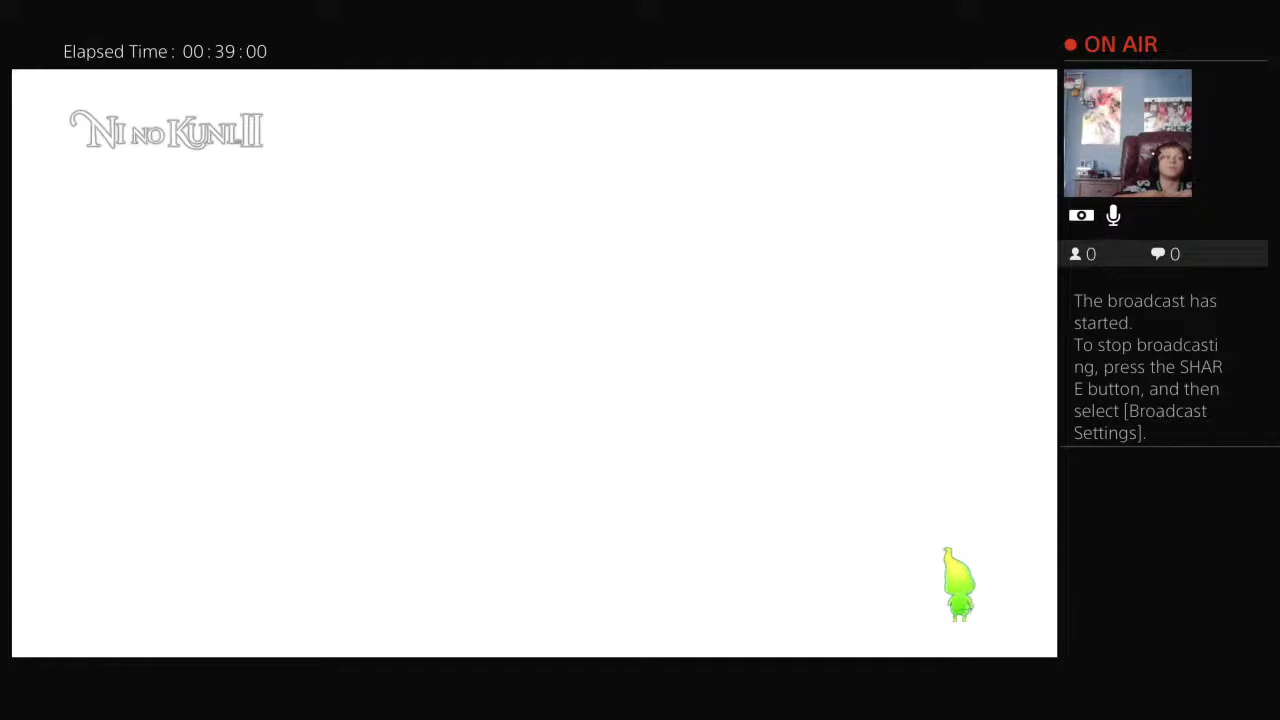 Elapsed Time : 00 : 39 : 00
ON AIR
NI NO KUNI II
0
0
The broadcast has
started.
To stop broadcasti
ng, press the SHAR
E button, and then
select [Broadcast
Settings].